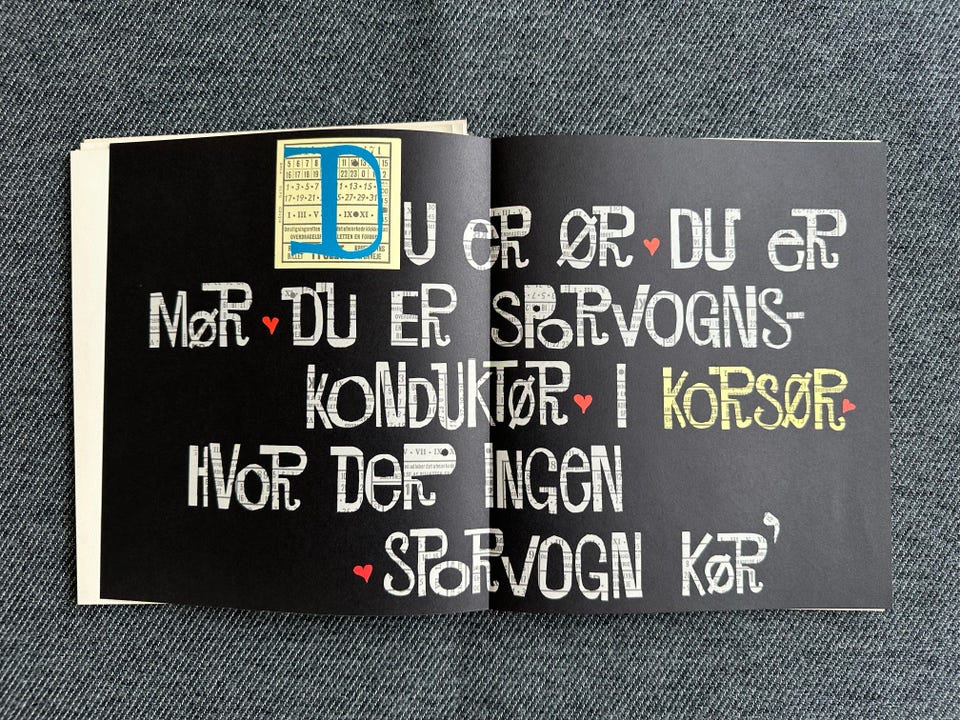 DU eR ØR ♥ DU eR
MØR ♥ DU ER SPORVOGNS-
KONDUKTØR ♥ I KORSØR ♥
HVOR DeR INGEN
♥ SPORVOGN KØR'